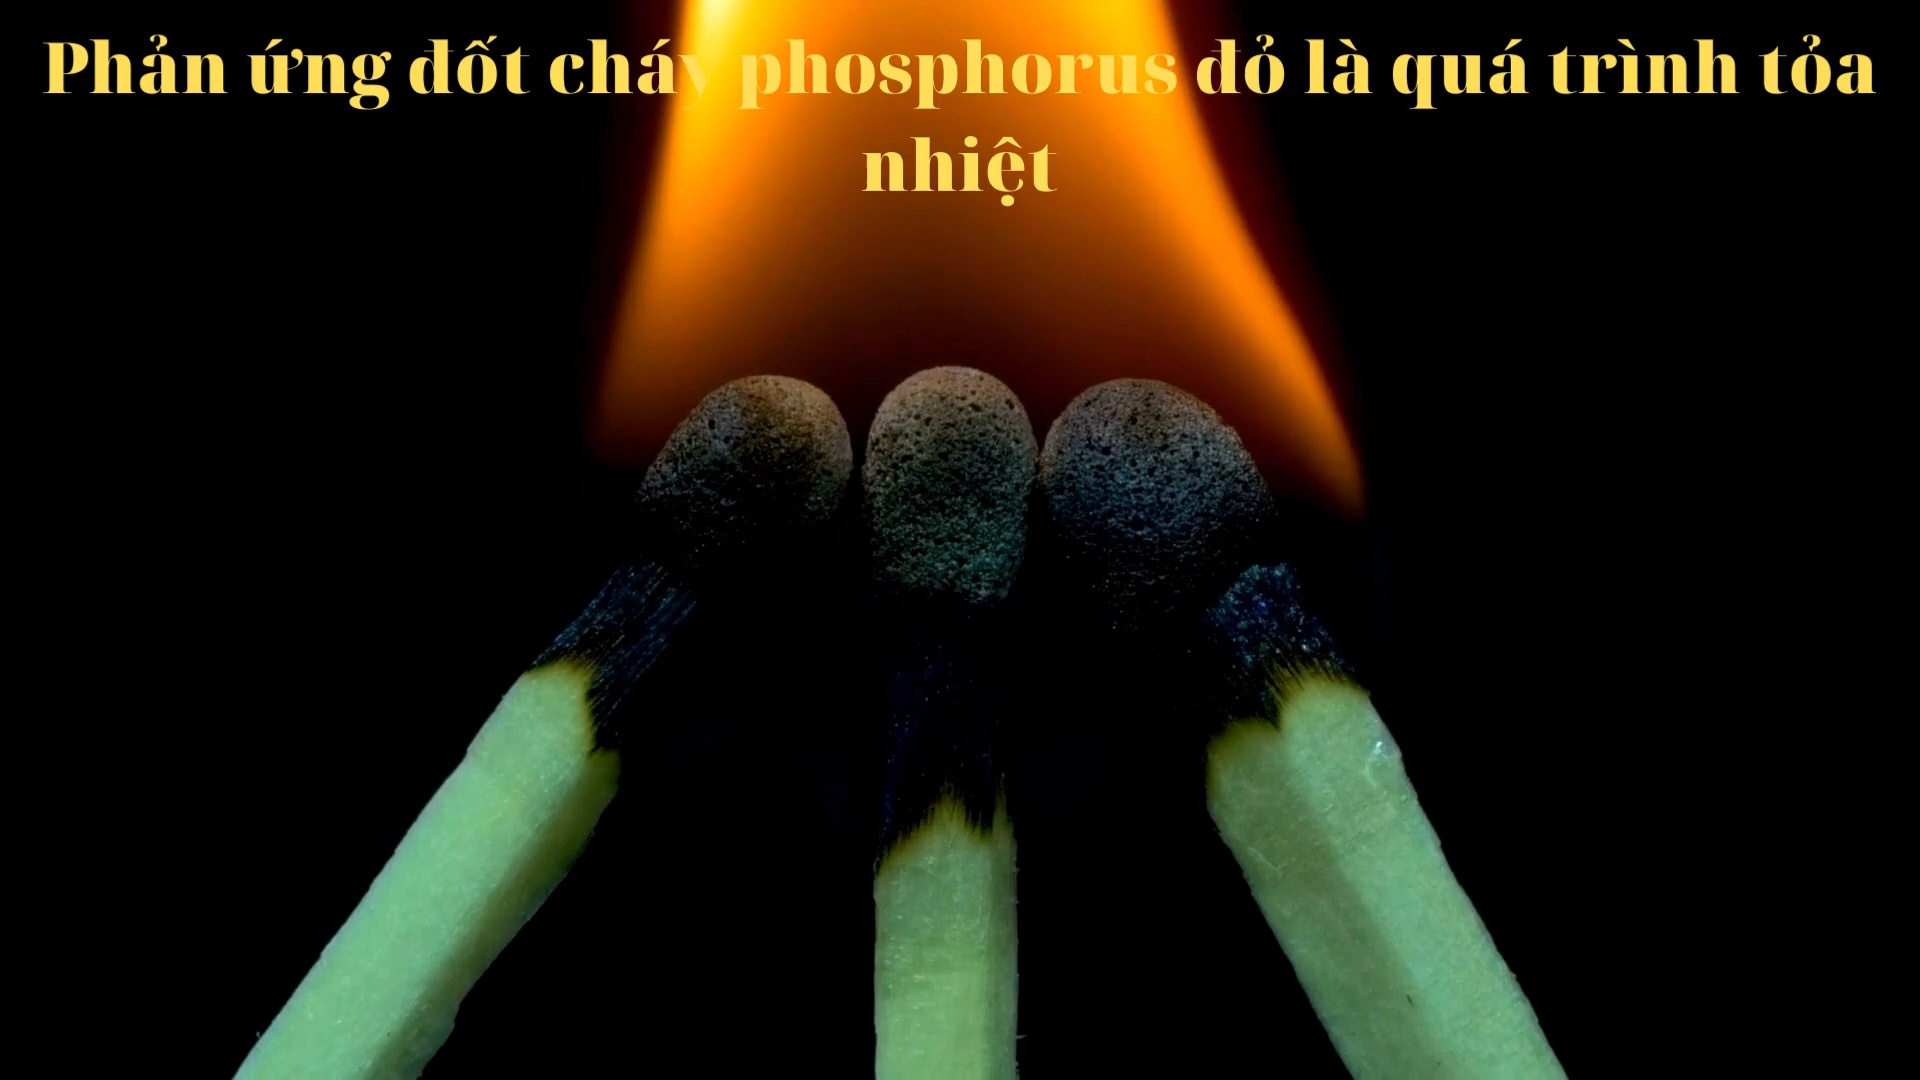 Phản ứng đốt cháy phosphorus đỏ là quá trình tỏa
nhiệt